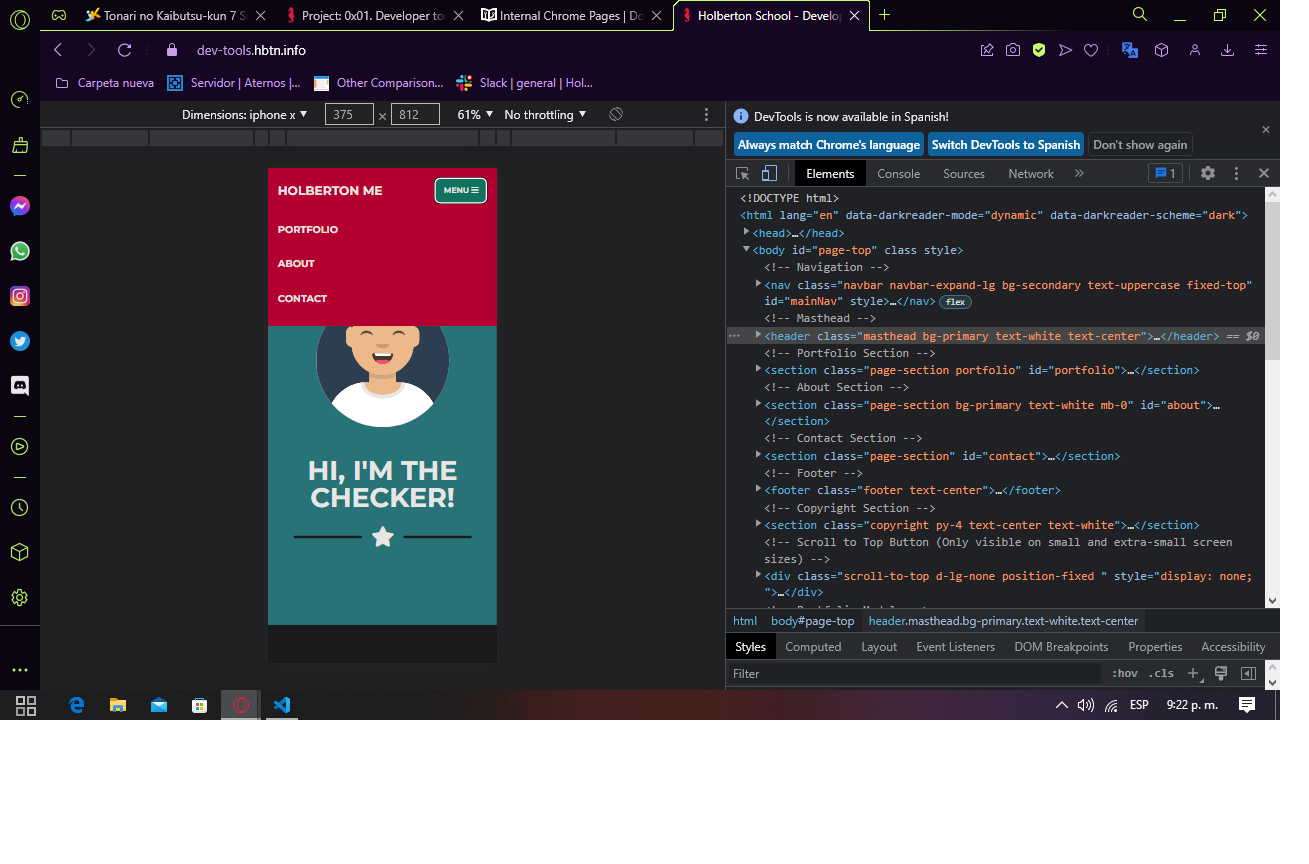 Tonari no Kaibutsu-kun 7 S
Project: 0x01. Developer to
Internal Chrome Pages | Do
Holberton School - Develop
dev-tools.hbtn.info
Carpeta nueva
Servidor | Aternos |...
Other Comparison...
Slack | general | Hol...
Dimensions: iphone x ▼ 375 × 812 61% ▼ No throttling ▼
HOLBERTON ME
MENU
PORTFOLIO
ABOUT
CONTACT
HI, I'M THE
CHECKER!
DevTools is now available in Spanish!
Always match Chrome's language Switch DevTools to Spanish Don't show again
Elements Console Sources Network » 1
<!DOCTYPE html>
<html lang="en" data-darkreader-mode="dynamic" data-darkreader-scheme="dark">
<head>…</head>
<body id="page-top" class style>
<!-- Navigation -->
<nav class="navbar navbar-expand-lg bg-secondary text-uppercase fixed-top"
id="mainNav" style>…</nav> flex
<!-- Masthead -->
<header class="masthead bg-primary text-white text-center">…</header> == $0
<!-- Portfolio Section -->
<section class="page-section portfolio" id="portfolio">…</section>
<!-- About Section -->
<section class="page-section bg-primary text-white mb-0" id="about">…
</section>
<!-- Contact Section -->
<section class="page-section" id="contact">…</section>
<!-- Footer -->
<footer class="footer text-center">…</footer>
<!-- Copyright Section -->
<section class="copyright py-4 text-center text-white">…</section>
<!-- Scroll to Top Button (Only visible on small and extra-small screen
sizes) -->
<div class="scroll-to-top d-lg-none position-fixed " style="display: none;
">…</div>
html body#page-top header.masthead.bg-primary.text-white.text-center
Styles Computed Layout Event Listeners DOM Breakpoints Properties Accessibility
Filter :hov .cls
ESP 9:22 p. m.